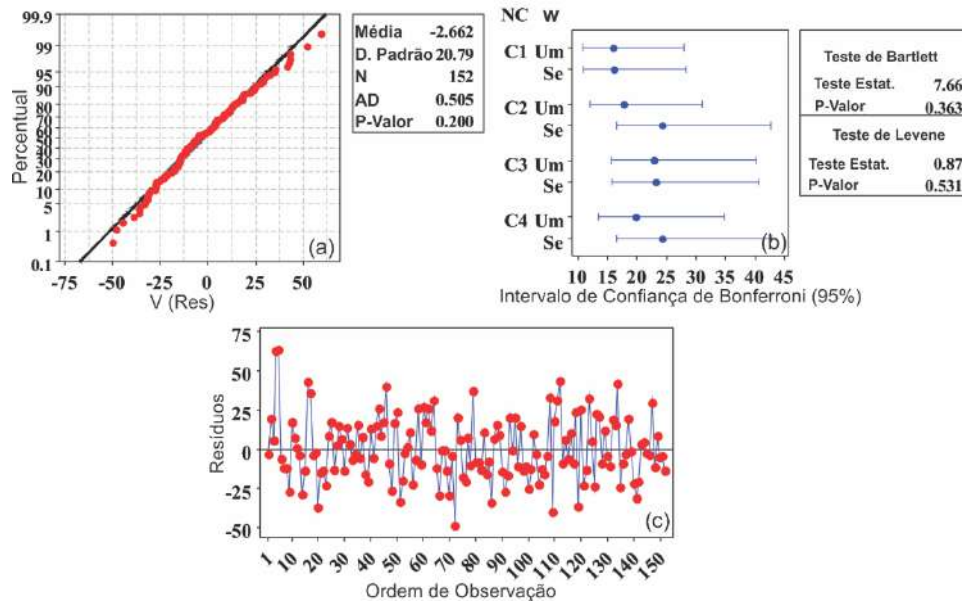 99.9
99
95
90
80
70
60
50
40
30
20
10
5
1
0.1
Percentual
-75
-50
-25
0
25
50
75
V (Res)
(a)
Média -2.662
D. Padrão 20.79
N 152
AD 0.505
P-Valor 0.200
NC W
C1 Um
Se
C2 Um
Se
C3 Um
Se
C4 Um
Se
(b)
10 15 20 25 30 35 40 45
Intervalo de Confiança de Bonferroni (95%)
Teste de Bartlett
Teste Estat. 7.66
P-Valor 0.363
Teste de Levene
Teste Estat. 0.87
P-Valor 0.531
75
50
25
0
-25
-50
Resíduos
(c)
1 10 20 30 40 50 60 70 80 90 100 110 120 130 140 150
Ordem de Observação